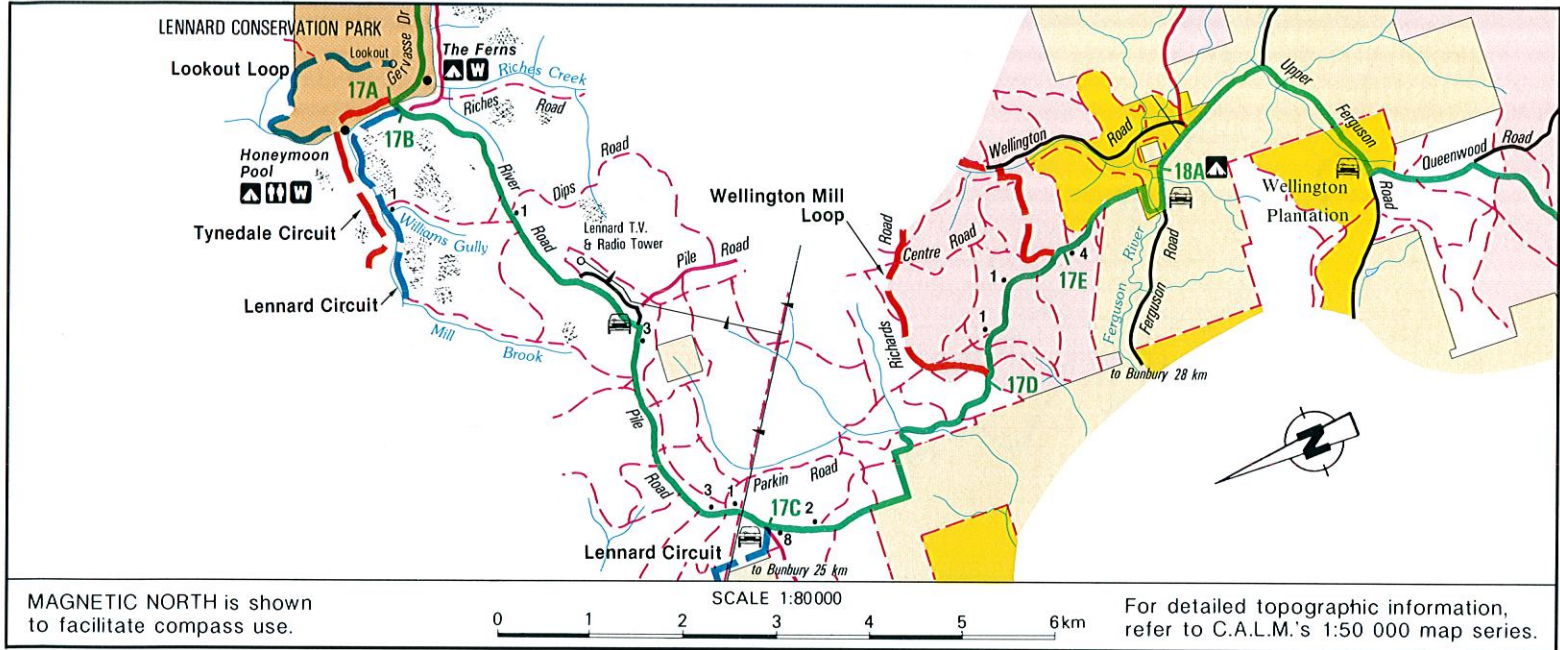 LENNARD CONSERVATION PARK
Gervasse Dr
Lookout
Lookout Loop
The Ferns
W
Riches Creek
17A
17B
Riches Road
Honeymoon
Pool
W
Tynedale Circuit
1
Williams Gully
Lennard Circuit
Mill Brook
River Road
1
Dips Road
Lennard T.V.
& Radio Tower
Pile Road
3
Pile Road
3
1
Parkin Road
17C
2
8
Lennard Circuit
to Bunbury 25 km
Wellington Mill
Loop
Wellington Road
Centre Road
Richards Road
1
1
17E
4
17D
18A
Upper Ferguson Road
Ferguson River
Ferguson Road
to Bunbury 28 km
Wellington
Plantation
Queenwood Road
N
MAGNETIC NORTH is shown
to facilitate compass use.
SCALE 1:80000
0 1 2 3 4 5 6km
For detailed topographic information,
refer to C.A.L.M.'s 1:50 000 map series.